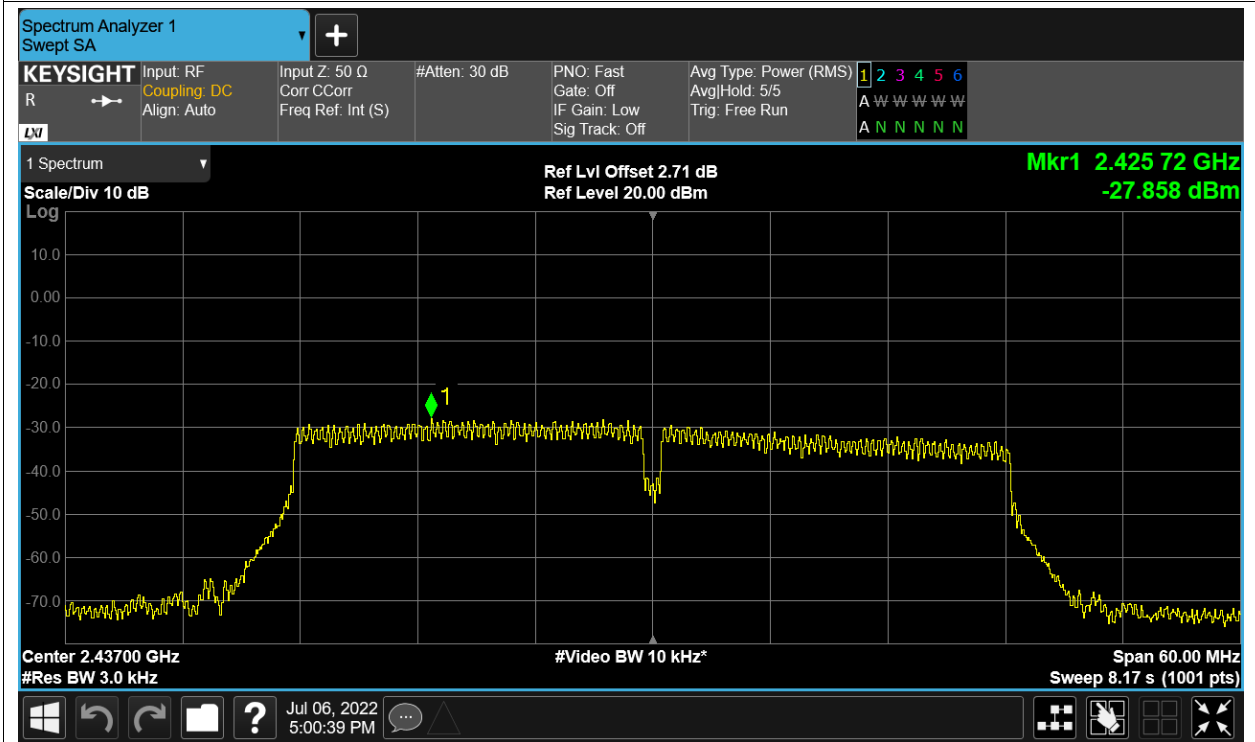 Spectrum Analyzer 1
Swept SA
+
KEYSIGHT
R
LXI
Input: RF
Coupling: DC
Align: Auto
Input Z: 50 Ω
Corr CCorr
Freq Ref: Int (S)
#Atten: 30 dB
PNO: Fast
Gate: Off
IF Gain: Low
Sig Track: Off
Avg Type: Power (RMS)
Avg|Hold: 5/5
Trig: Free Run
1 2 3 4 5 6
A W W W W W
A N N N N N
1 Spectrum
Scale/Div 10 dB
Ref Lvl Offset 2.71 dB
Ref Level 20.00 dBm
Mkr1 2.425 72 GHz
-27.858 dBm
Log
10.0
0.00
-10.0
-20.0
-30.0
-40.0
-50.0
-60.0
-70.0
1
Center 2.43700 GHz
#Res BW 3.0 kHz
#Video BW 10 kHz*
Span 60.00 MHz
Sweep 8.17 s (1001 pts)
?
Jul 06, 2022
5:00:39 PM